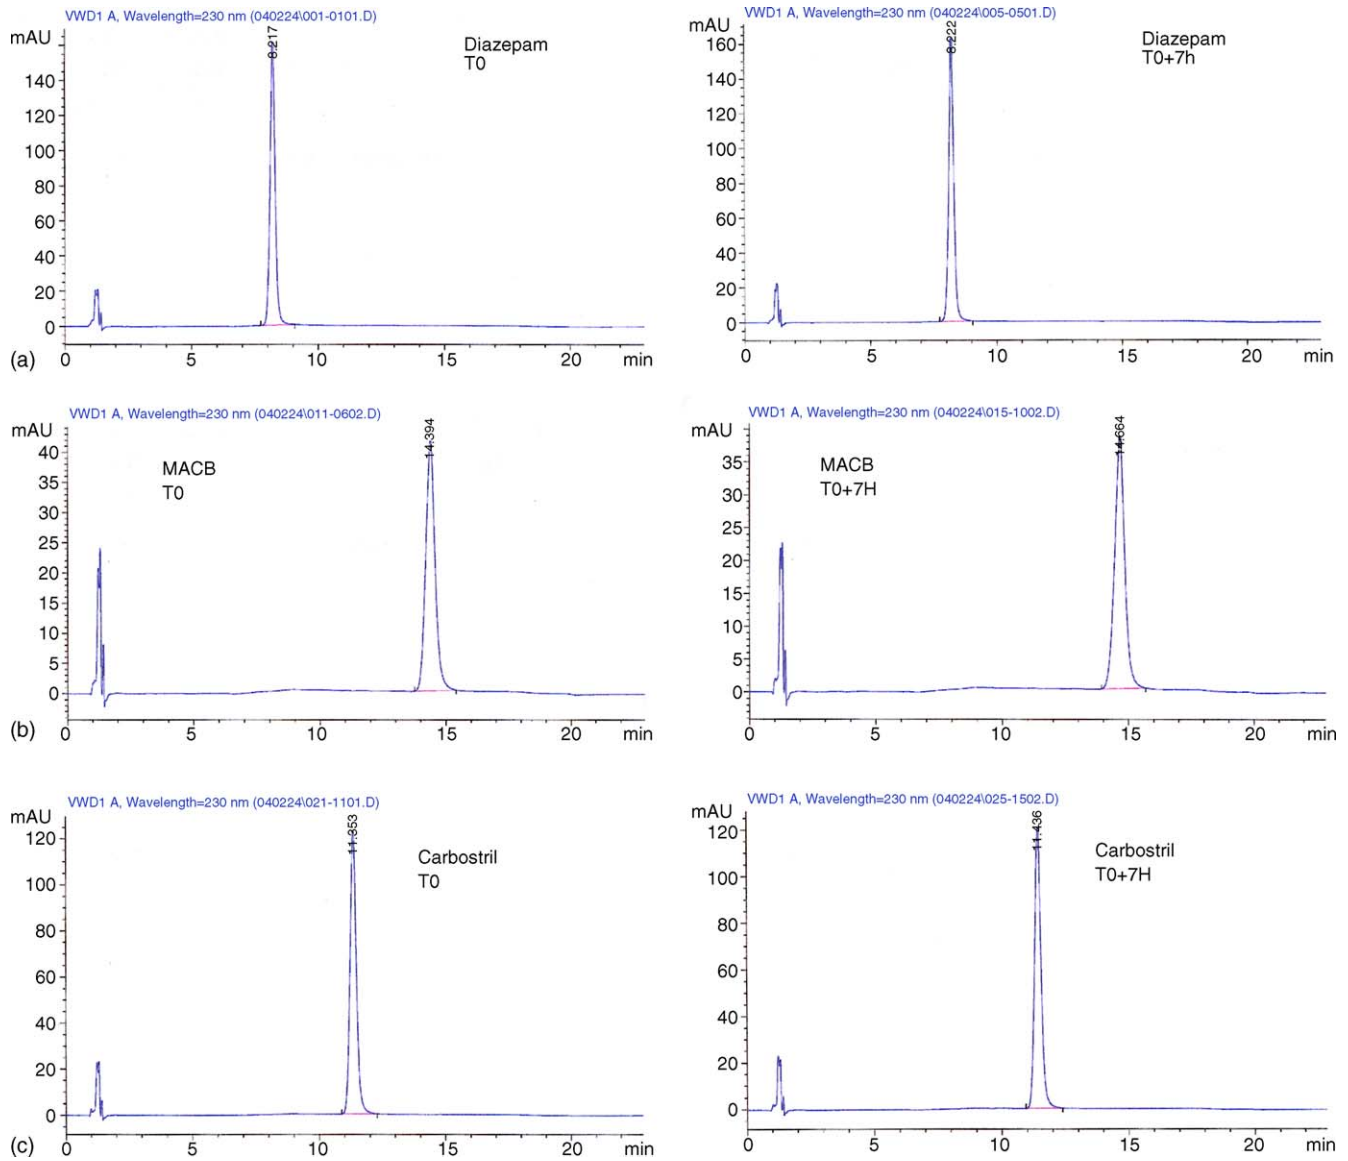 VWD1 A, Wavelength=230 nm (040224\001-0101.D)
mAU
8.217
Diazepam
T0
140
120
100
80
60
40
20
0
0 5 10 15 20 min
(a)
VWD1 A, Wavelength=230 nm (040224\005-0501.D)
mAU
8.222
Diazepam
T0+7h
160
140
120
100
80
60
40
20
0
0 5 10 15 20 min
VWD1 A, Wavelength=230 nm (040224\011-0602.D)
mAU
14.394
MACB
T0
40
35
30
25
20
15
10
5
0
0 5 10 15 20 min
(b)
VWD1 A, Wavelength=230 nm (040224\015-1002.D)
mAU
14.664
MACB
T0+7H
35
30
25
20
15
10
5
0
0 5 10 15 20 min
VWD1 A, Wavelength=230 nm (040224\021-1101.D)
mAU
11.353
Carbostril
T0
120
100
80
60
40
20
0
0 5 10 15 20 min
(c)
VWD1 A, Wavelength=230 nm (040224\025-1502.D)
mAU
11.436
Carbostril
T0+7H
120
100
80
60
40
20
0
0 5 10 15 20 min